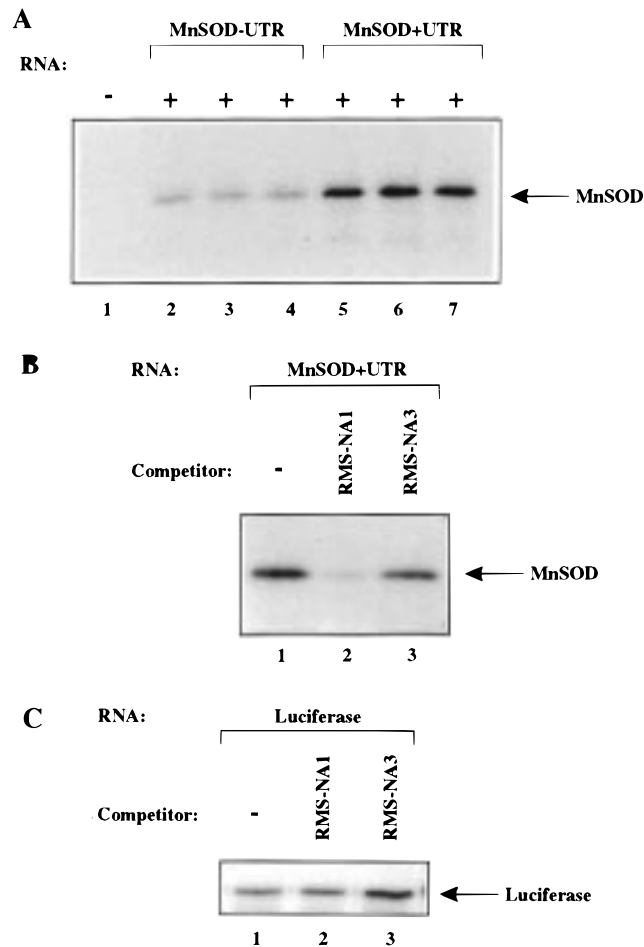 A
MnSOD-UTR MnSOD+UTR
RNA:
- + + + + + +
MnSOD
1 2 3 4 5 6 7
B
RNA: MnSOD+UTR
Competitor: - RMS-NA1 RMS-NA3
MnSOD
1 2 3
C
RNA: Luciferase
Competitor: - RMS-NA1 RMS-NA3
Luciferase
1 2 3